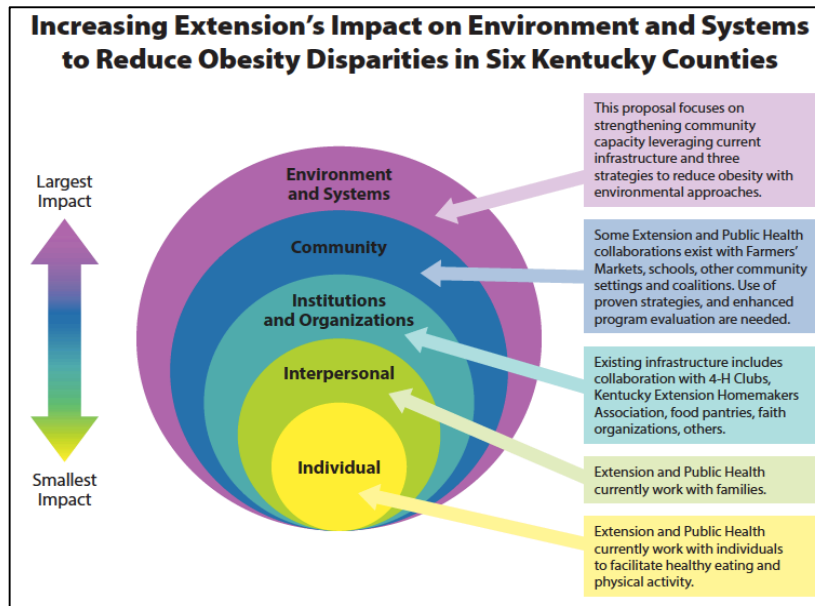 Increasing Extension’s Impact on Environment and Systems
to Reduce Obesity Disparities in Six Kentucky Counties
Largest
Impact
Smallest
Impact
Environment
and Systems
Community
Institutions
and Organizations
Interpersonal
Individual
This proposal focuses on
strengthening community
capacity leveraging current
infrastructure and three
strategies to reduce obesity with
environmental approaches.
Some Extension and Public Health
collaborations exist with Farmers’
Markets, schools, other community
settings and coalitions. Use of
proven strategies, and enhanced
program evaluation are needed.
Existing infrastructure includes
collaboration with 4-H Clubs,
Kentucky Extension Homemakers
Association, food pantries, faith
organizations, others.
Extension and Public Health
currently work with families.
Extension and Public Health
currently work with individuals
to facilitate healthy eating and
physical activity.